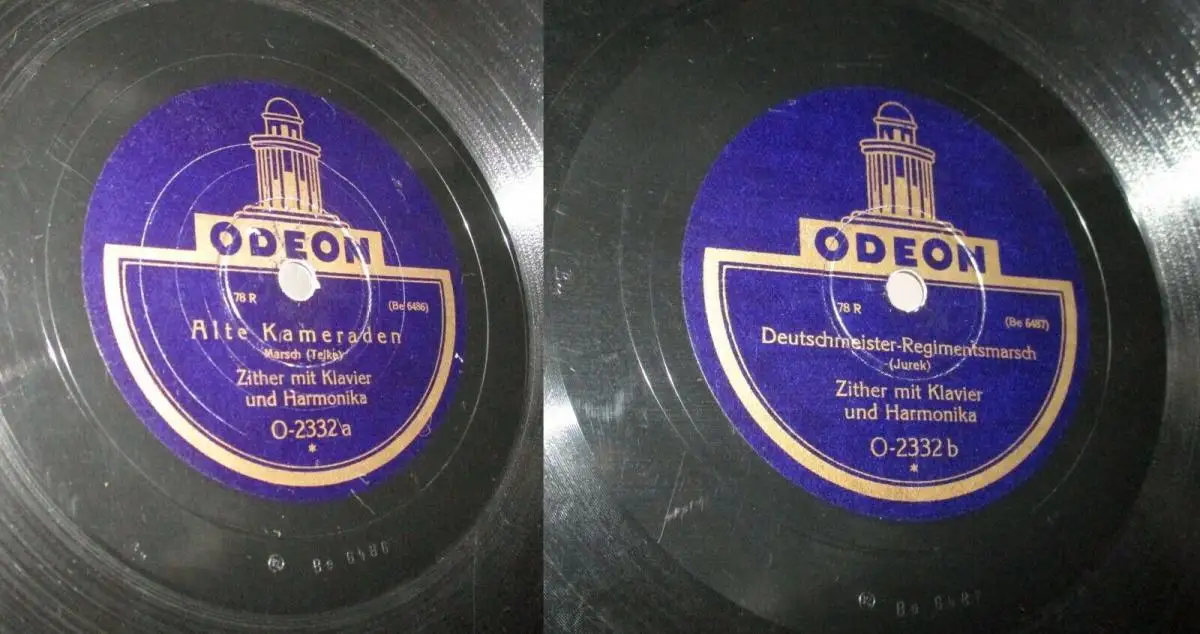 ODEON
78 R
(Be 6486)
Alte Kameraden
Marsch (Teike)
Zither mit Klavier
und Harmonika
O-2332 a
*
Be 6486
ODEON
78 R
(Be 6487)
Deutschmeister-Regimentsmarsch
(Jurek)
Zither mit Klavier
und Harmonika
O-2332 b
*
Be 6487